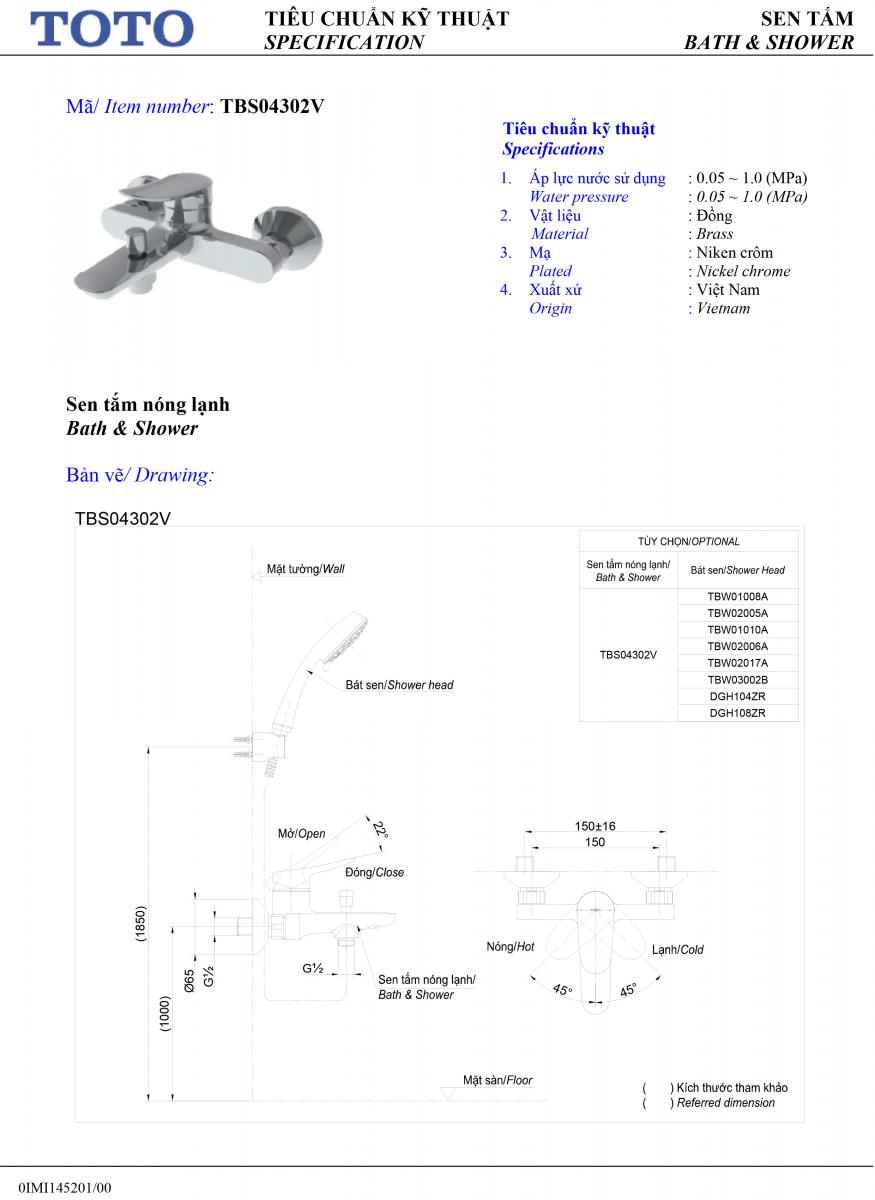 TOTO
TIÊU CHUẨN KỸ THUẬT
SPECIFICATION
SEN TẮM
BATH & SHOWER
Mã/ Item number: TBS04302V
Tiêu chuẩn kỹ thuật
Specifications
1. Áp lực nước sử dụng : 0.05 ~ 1.0 (MPa)
Water pressure : 0.05 ~ 1.0 (MPa)
2. Vật liệu : Đồng
Material : Brass
3. Mạ : Niken crôm
Plated : Nickel chrome
4. Xuất xứ : Việt Nam
Origin : Vietnam
Sen tắm nóng lạnh
Bath & Shower
Bản vẽ/ Drawing:
TBS04302V
TÙY CHỌN/OPTIONAL
Sen tắm nóng lạnh/
Bath & Shower
Bát sen/Shower Head
TBS04302V
TBW01008A
TBW02005A
TBW01010A
TBW02006A
TBW02017A
TBW03002B
DGH104ZR
DGH108ZR
Mặt tường/Wall
Bát sen/Shower head
Mở/Open
22°
Đóng/Close
(1850)
(1000)
Ø65
G½
G½
Sen tắm nóng lạnh/
Bath & Shower
150±16
150
Nóng/Hot
Lạnh/Cold
45°
45°
Mặt sàn/Floor
( ) Kích thước tham khảo
( ) Referred dimension
0IMI145201/00